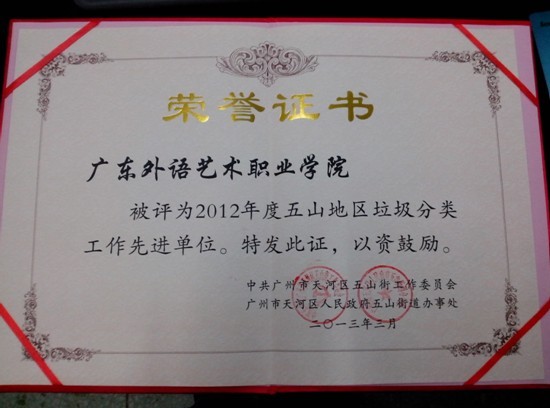 荣誉证书
广东外语艺术职业学院
被评为2012年度五山地区垃圾分类
工作先进单位。特发此证，以资鼓励。
中共广州市天河区五山街工作委员会
广州市天河区人民政府五山街道办事处
二〇一三年三月